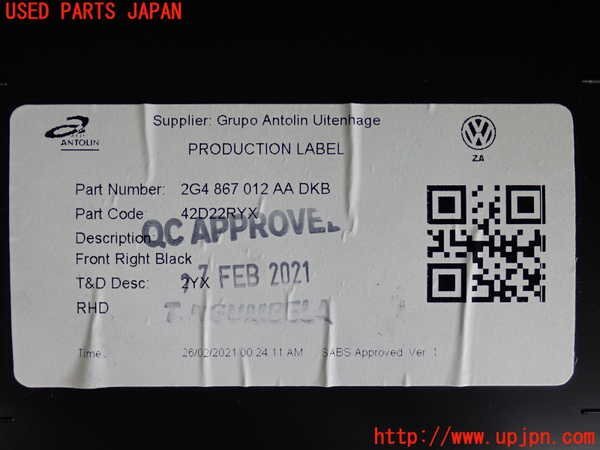 USED PARTS JAPAN
Supplier: Grupo Antolin Uitenhage
ANTOLIN
PRODUCTION LABEL
ZA
Part Number: 2G4 867 012 AA DKB
Part Code: 42D22RYX
Description:
QC APPROVED
Front Right Black
T&D Desc: 2YX
7 FEB 2021
RHD
Time: 26/02/2021 00:24:11 AM SABS Approved Ver: 1
http://www.upjpn.com/